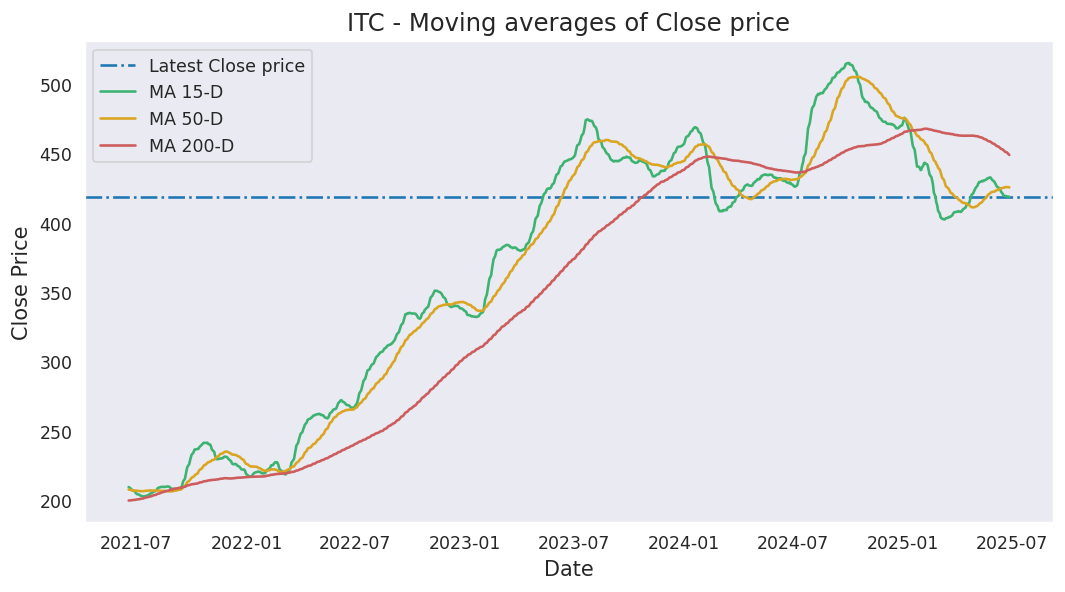 ITC - Moving averages of Close price
Latest Close price
MA 15-D
MA 50-D
MA 200-D
500
450
400
350
300
250
200
Close Price
2021-07 2022-01 2022-07 2023-01 2023-07 2024-01 2024-07 2025-01 2025-07
Date